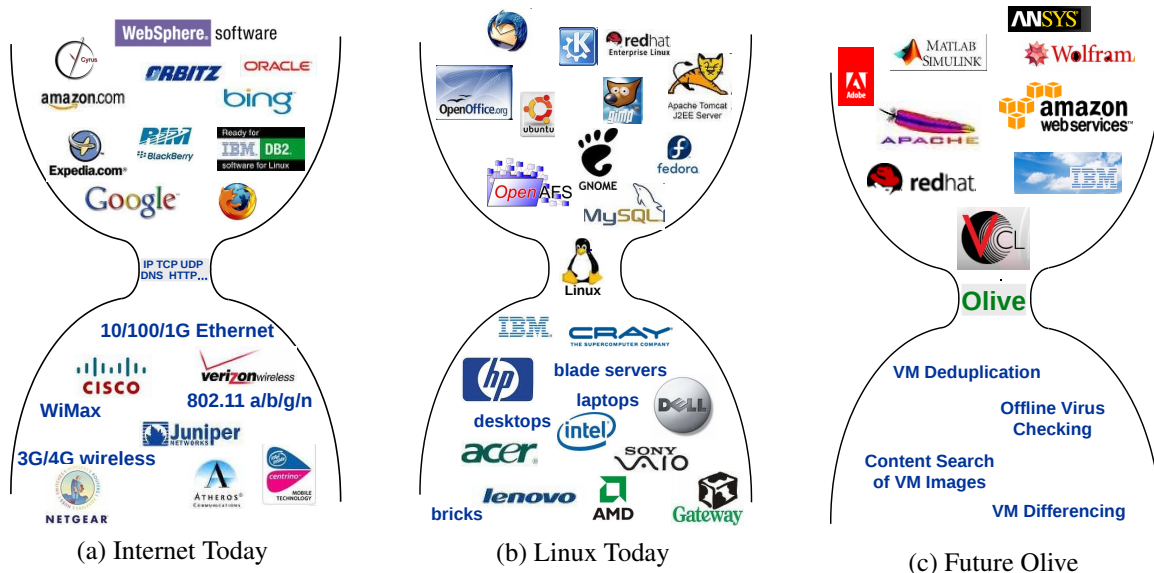 WebSphere. software
Cyrus
ORBITZ
ORACLE
amazon.com
bing
RIM
BlackBerry
Ready for
IBM. DB2.
software for Linux
Expedia.com®
Google™
IP TCP UDP
DNS HTTP...
10/100/1G Ethernet
CISCO
verizonwireless
WiMax
802.11 a/b/g/n
Juniper
NETWORKS
3G/4G wireless
NETGEAR
ATHEROS
COMMUNICATIONS
centrino
MOBILE
TECHNOLOGY
(a) Internet Today
K
redhat
Enterprise Linux
OpenOffice.org
ubuntu
gimp
Apache Tomcat
J2EE Server
GNOME
fedora
Open AFS
MySQL
Linux
IBM.
CRAY
THE SUPERCOMPUTER COMPANY
hp
blade servers
laptops
DELL
desktops
intel
acer
SONY
VAIO
lenovo
bricks
AMD
Gateway
(b) Linux Today
ANSYS
MATLAB
SIMULINK
Wolfram
Adobe
APACHE
amazon
webservices™
redhat.
IBM
VCL
Olive
VM Deduplication
Offline Virus
Checking
Content Search
of VM Images
VM Differencing
(c) Future Olive